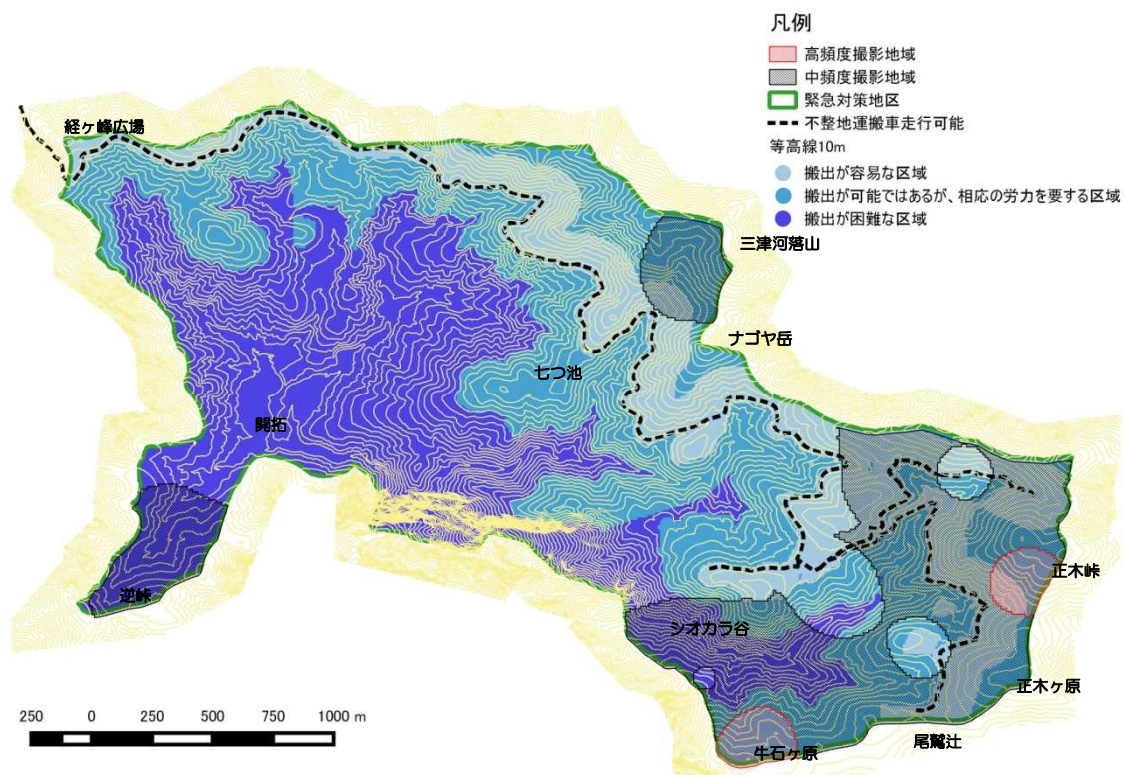 凡例
高頻度撮影地域
中頻度撮影地域
緊急対策地区
不整地運搬車走行可能
等高線10m
搬出が容易な区域
搬出が可能ではあるが、相応の労力を要する区域
搬出が困難な区域
経ヶ峰広場
三津河落山
ナゴヤ岳
七つ池
開拓
正木峠
逆峠
シオカラ谷
正木ヶ原
尾鷲辻
牛石ヶ原
250 0 250 500 750 1000 m